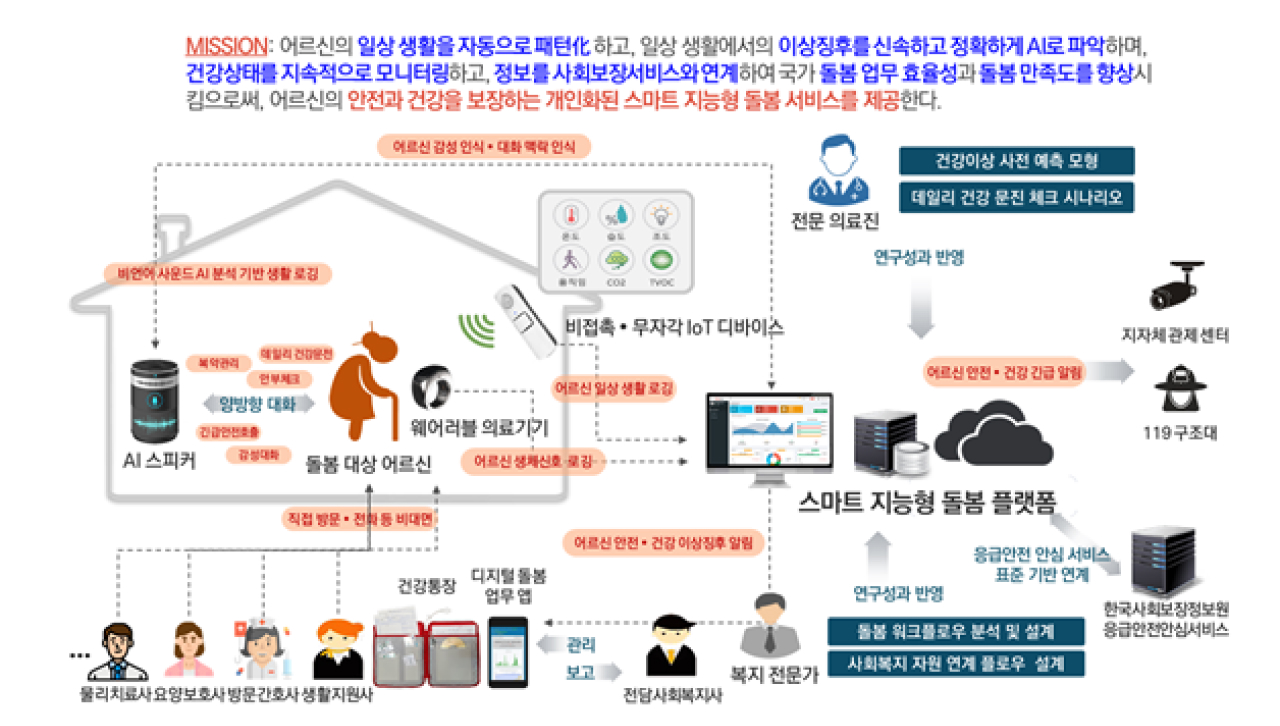 MISSION: 어르신의 일상 생활을 자동으로 패턴化 하고, 일상 생활에서의 이상징후를 신속하고 정확하게 AI로 파악하며,
건강상태를 지속적으로 모니터링하고, 정보를 사회보장서비스와 연계하여 국가 돌봄 업무 효율성과 돌봄 만족도를 향상시
킴으로써, 어르신의 안전과 건강을 보장하는 개인화된 스마트 지능형 돌봄 서비스를 제공한다.
어르신 감성 인식 • 대화 맥락 인식
건강이상 사전 예측 모형
데일리 건강 문진 체크 시나리오
전문 의료진
온도
습도
조도
움직임
CO2
TVOC
연구성과 반영
비언어 사운드 AI 분석 기반 생활 로깅
비접촉 • 무자각 IoT 디바이스
지자체 관제 센터
데일리 건강문진
복약관리
안부체크
양방향 대화
긴급안전호출
감성대화
AI 스피커
돌봄 대상 어르신
웨어러블 의료기기
어르신 일상 생활 로깅
어르신 생체신호 로깅
어르신 안전 • 건강 긴급 알림
119 구조대
스마트 지능형 돌봄 플랫폼
직접 방문 • 전화 등 비대면
어르신 안전 • 건강 이상징후 알림
응급안전 안심 서비스
표준 기반 연계
연구성과 반영
한국사회보장정보원
응급안전안심서비스
건강통장
디지털 돌봄
업무 앱
관리
보고
돌봄 워크플로우 분석 및 설계
사회복지 자원 연계 플로우 설계
...
물리치료사
요양보호사
방문간호사
생활지원사
전담사회복지사
복지 전문가